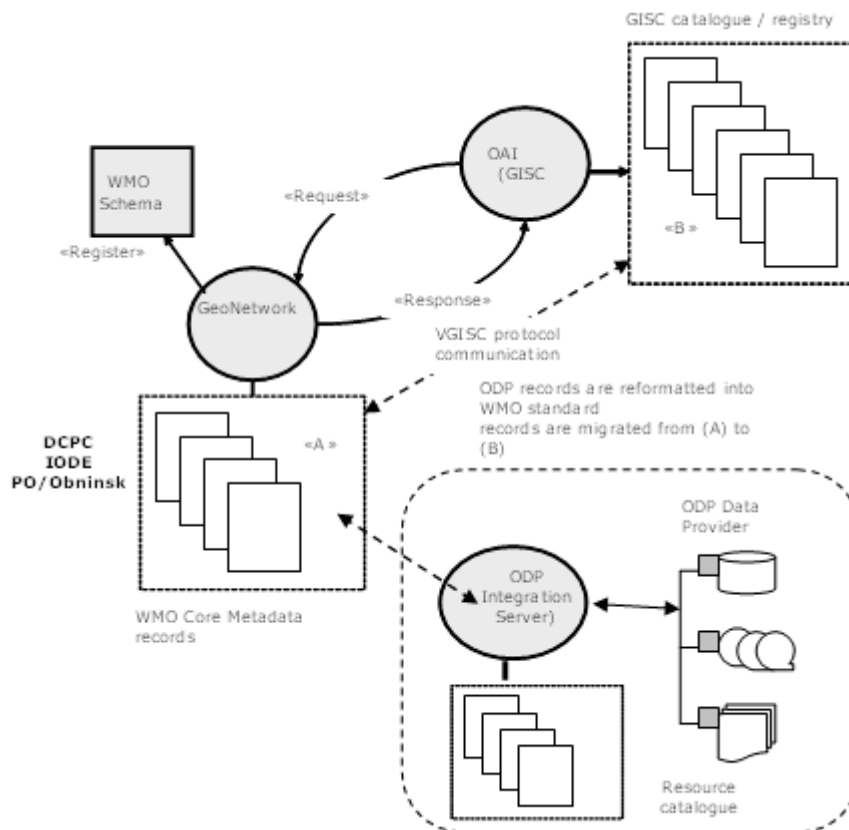 GISC catalogue / registry
OAI
(GISC
WMO
Schema
«Request»
«Register»
«B »
GeoNetwork
«Response»
VGISC protocol
communication
ODP records are reformatted into
WMO standard
records are migrated from (A) to
(B)
«A »
DCPC
IODE
PO/Obninsk
ODP Data
Provider
ODP
Integration
Server)
WMO Core Metadata
records
Resource
catalogue